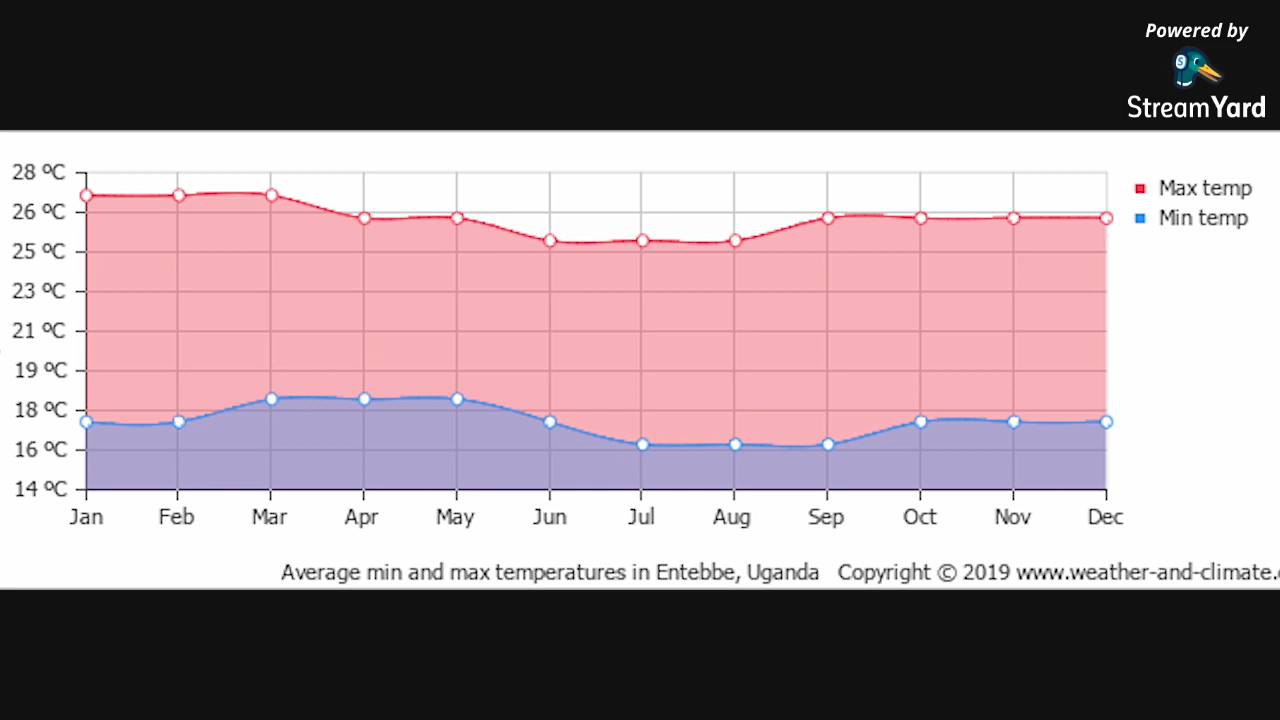 Powered by
StreamYard
28 ºC
26 ºC
25 ºC
23 ºC
21 ºC
19 ºC
18 ºC
16 ºC
14 ºC
Max temp
Min temp
Jan Feb Mar Apr May Jun Jul Aug Sep Oct Nov Dec
Average min and max temperatures in Entebbe, Uganda Copyright © 2019 www.weather-and-climate.